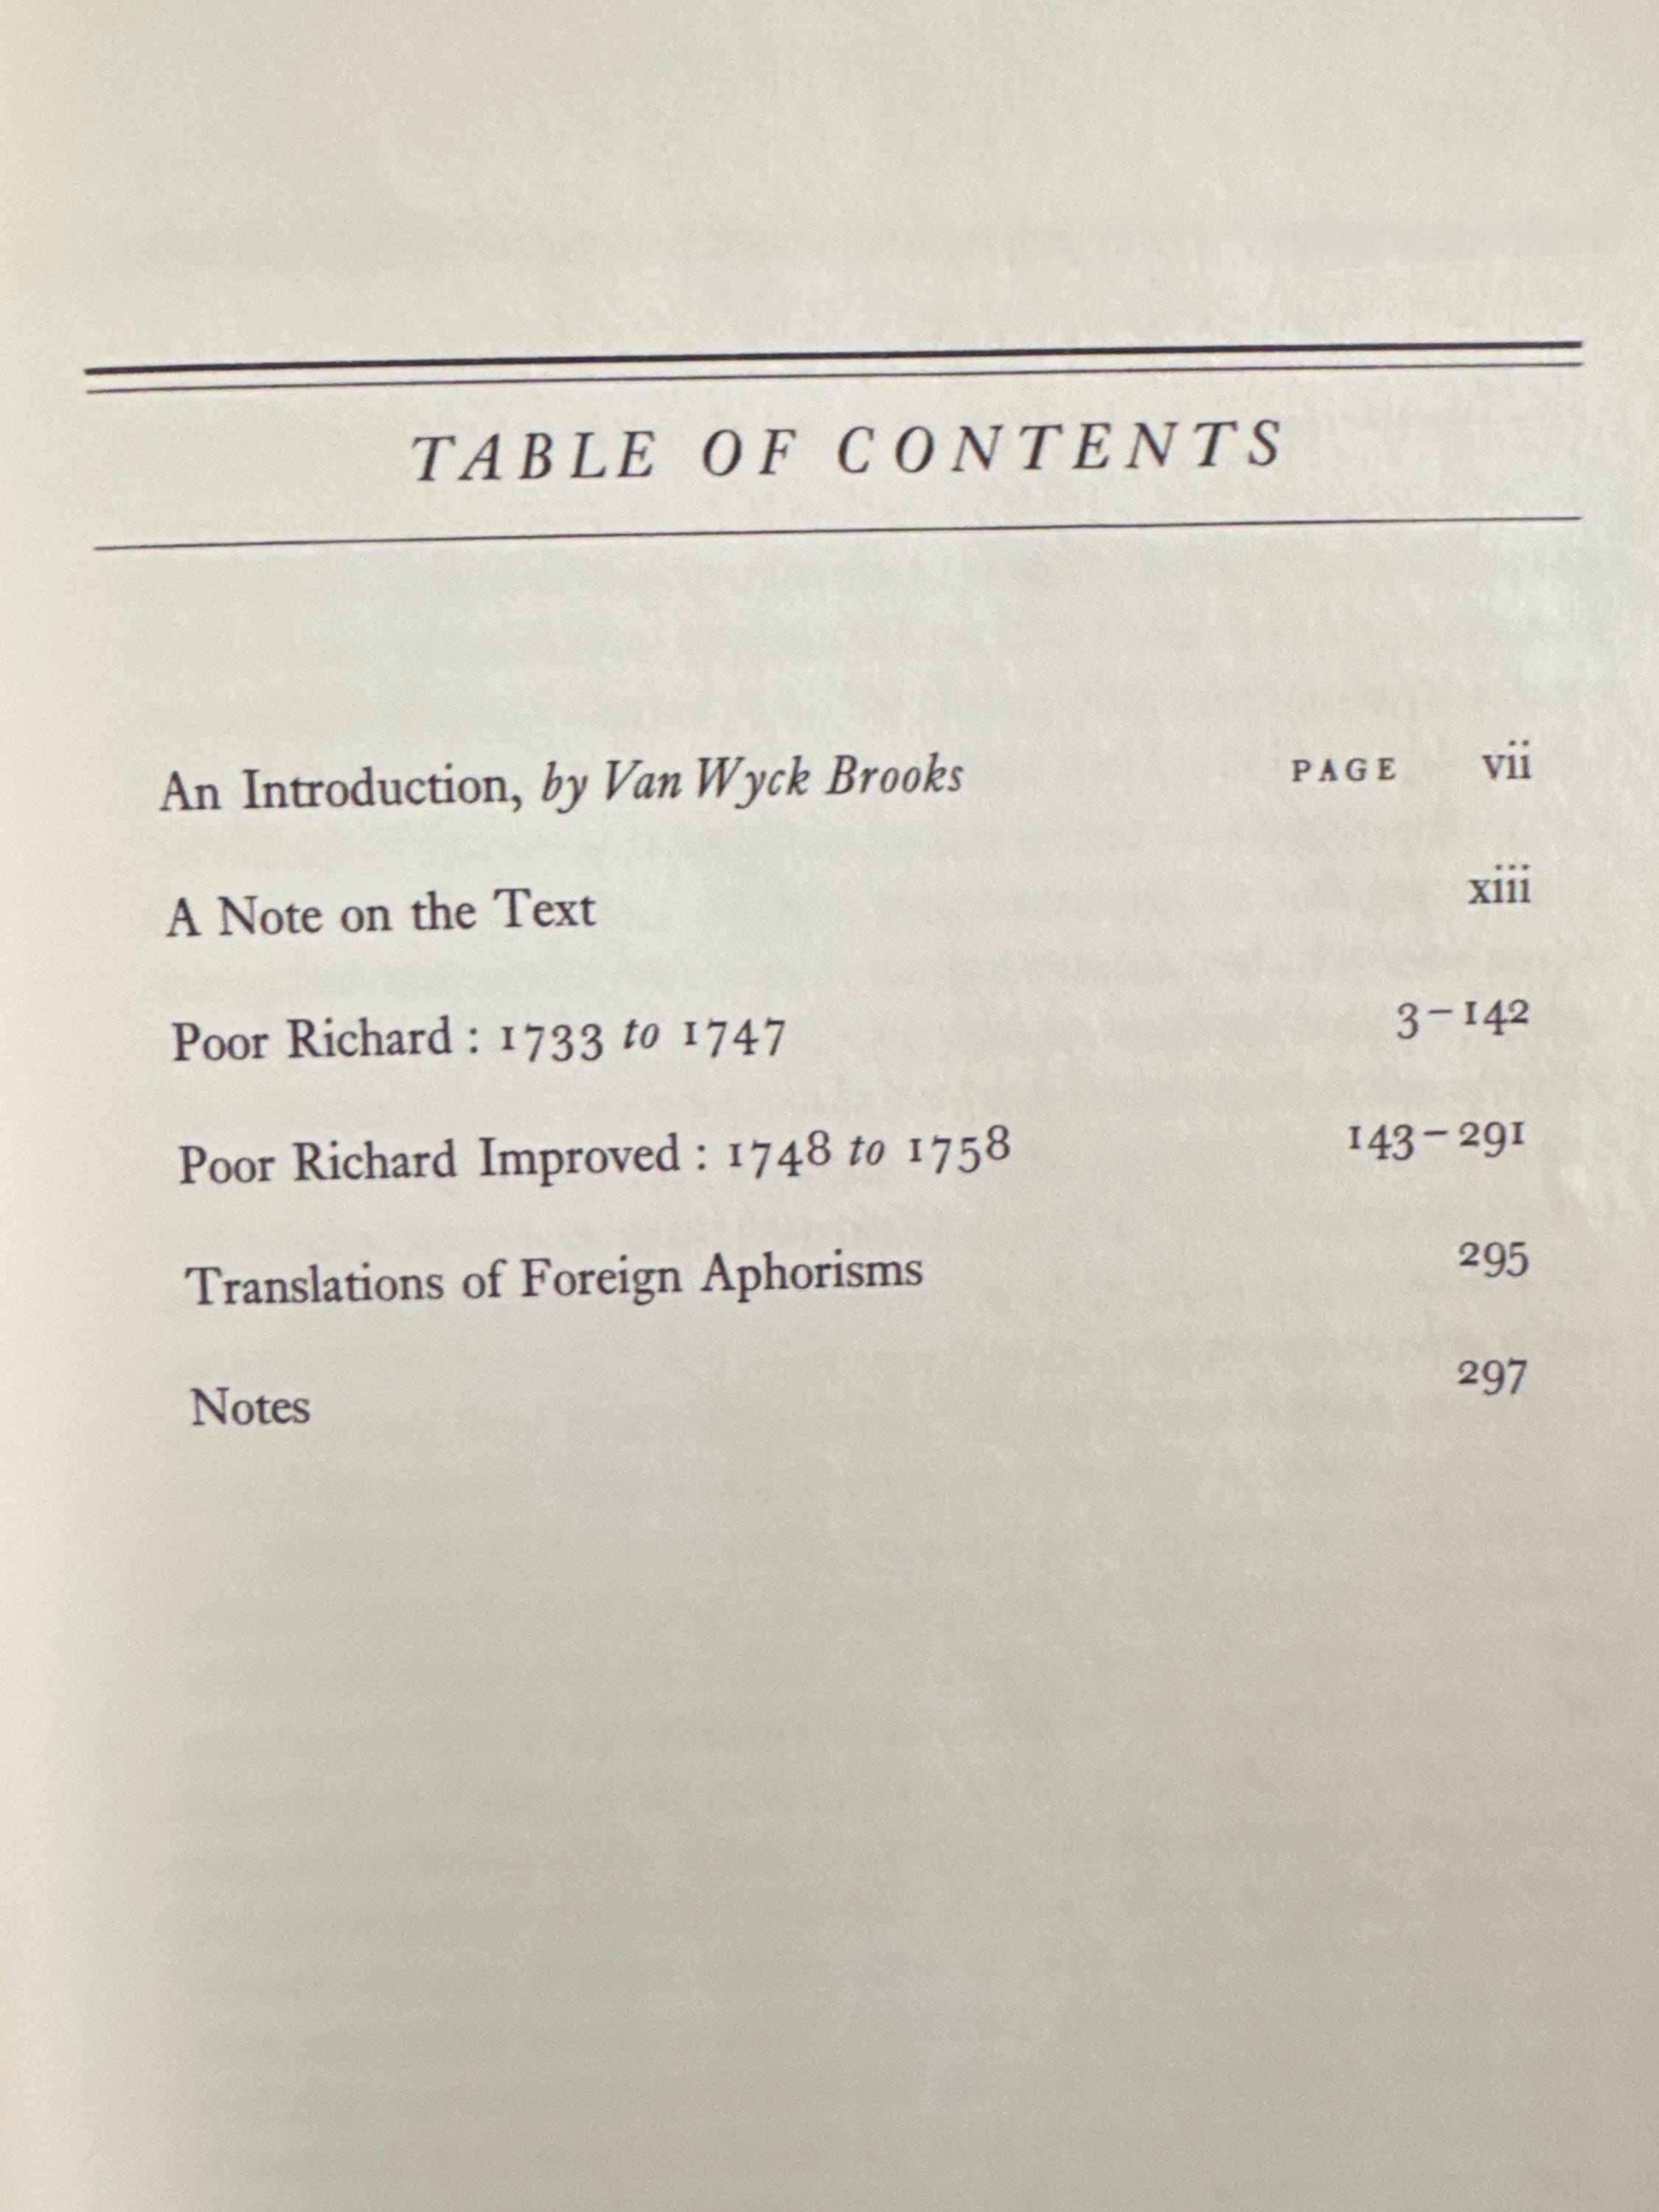 TABLE OF CONTENTS
An Introduction, by Van Wyck Brooks PAGE vii
A Note on the Text xiii
Poor Richard : 1733 to 1747 3–142
Poor Richard Improved : 1748 to 1758 143–291
Translations of Foreign Aphorisms 295
Notes 297